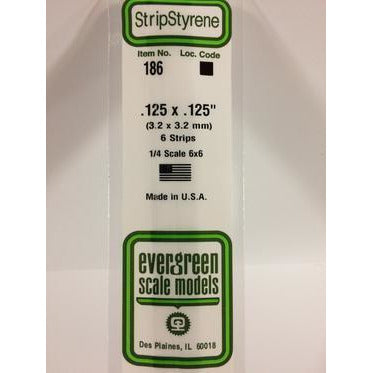 StripStyrene
Item No. Loc. Code
186
.125 x .125"
(3.2 x 3.2 mm)
6 Strips
1/4 Scale 6x6
Made in U.S.A.
evergreen
scale models
Des Plaines, IL 60018